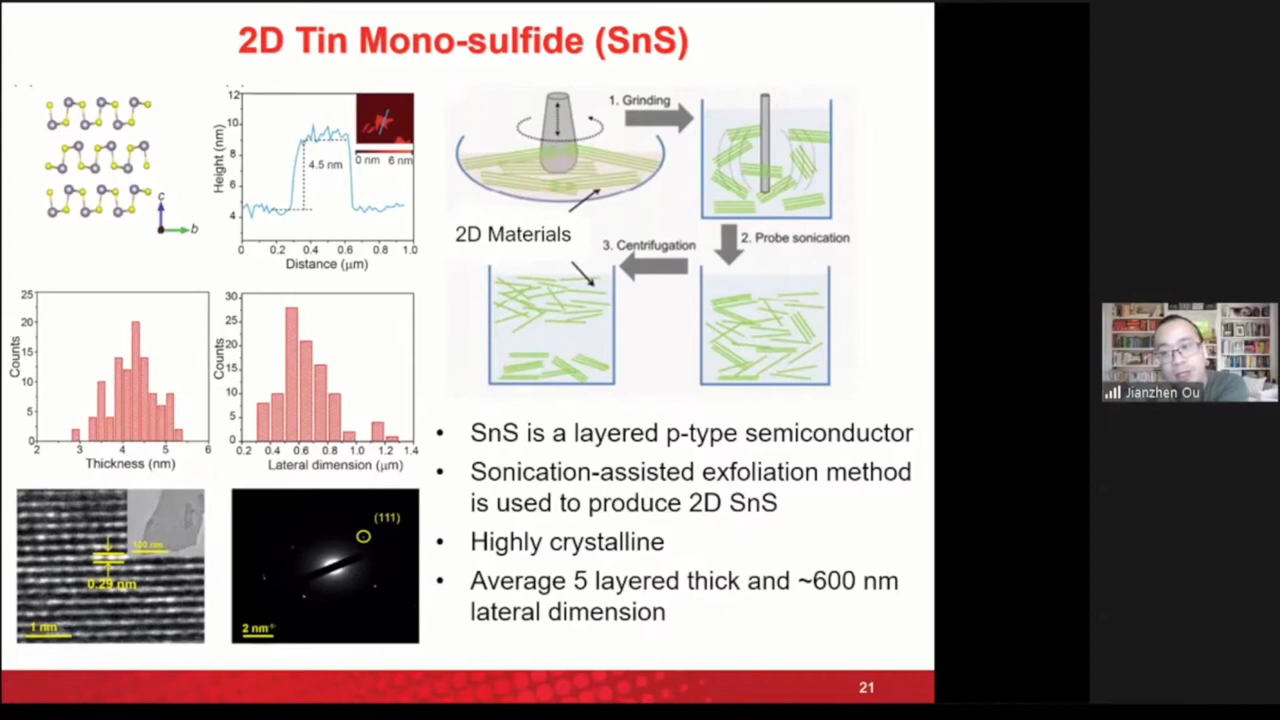 2D Tin Mono-sulfide (SnS)
c
b
12
10
8
6
4
Height (nm)
4.5 nm
0 nm 6 nm
0 0.2 0.4 0.6 0.8 1.0
Distance (μm)
1. Grinding
2D Materials
2. Probe sonication
3. Centrifugation
25
20
15
10
5
0
Counts
2 3 4 5 6
Thickness (nm)
30
25
20
15
10
5
0
Counts
0.2 0.4 0.6 0.8 1.0 1.2 1.4
Lateral dimension (μm)
100 nm
0.29 nm
1 nm
(111)
2 nm⁻¹
• SnS is a layered p-type semiconductor
• Sonication-assisted exfoliation method
is used to produce 2D SnS
• Highly crystalline
• Average 5 layered thick and ~600 nm
lateral dimension
21
Jianzhen Ou